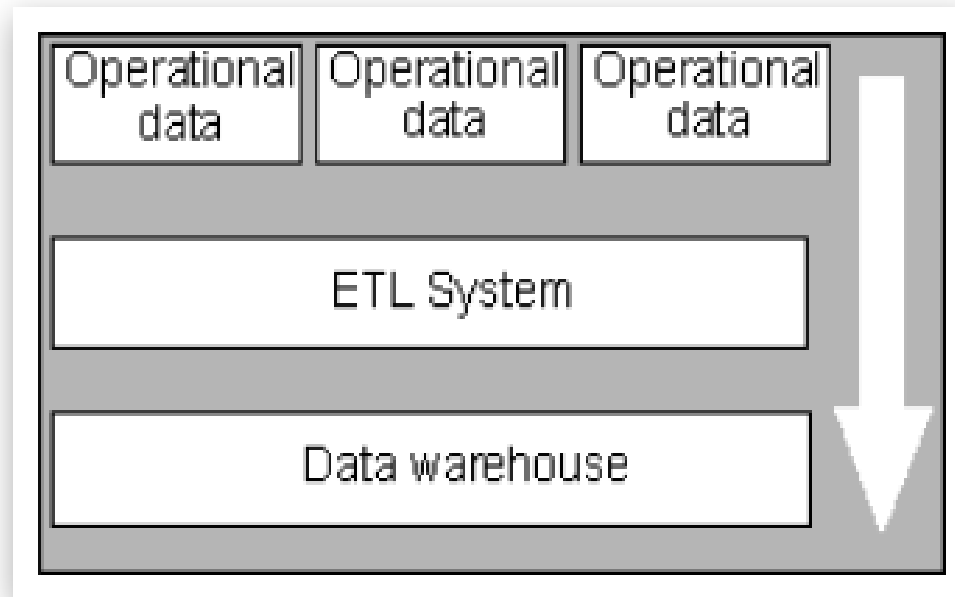 Operational
data
Operational
data
Operational
data
ETL System
Data warehouse